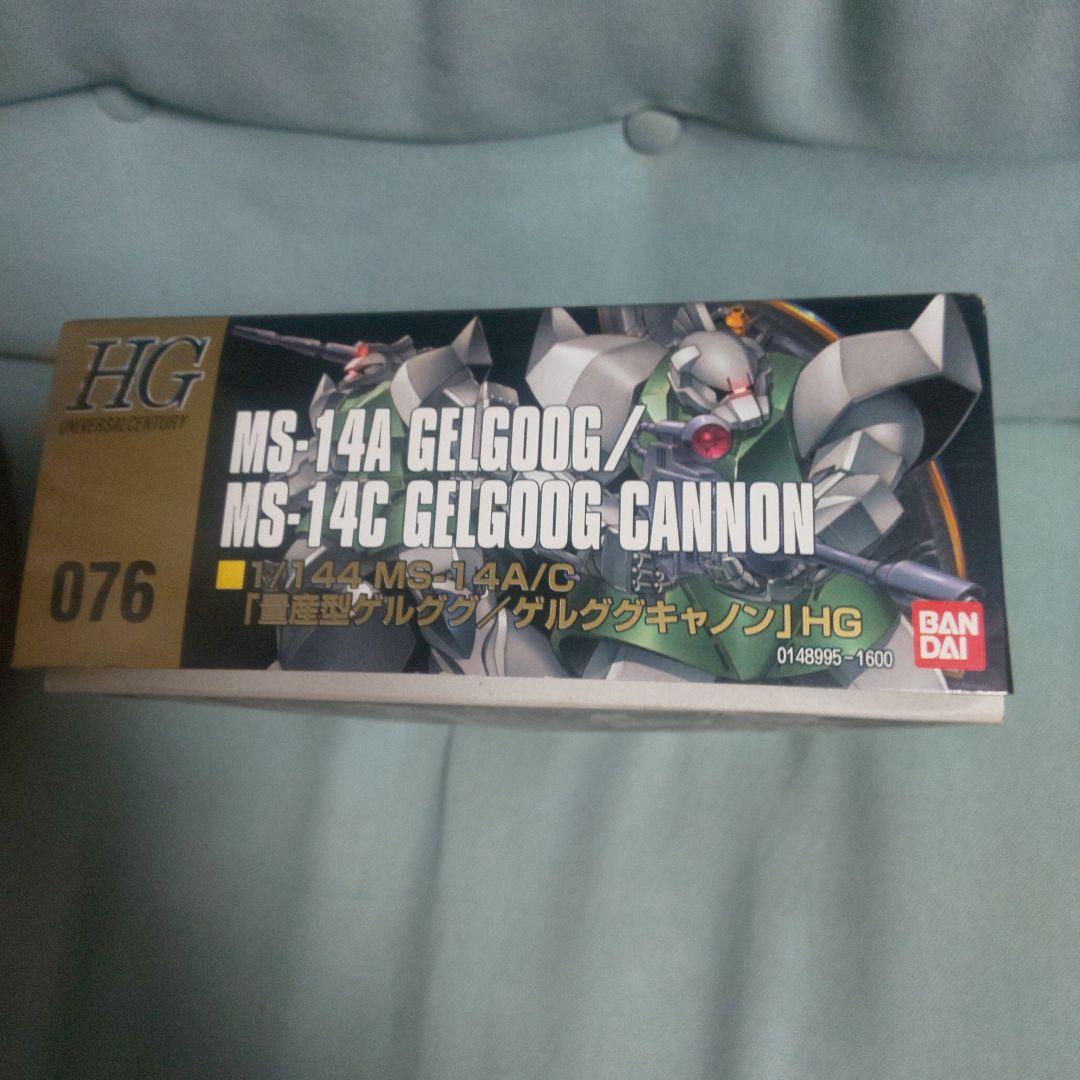 HG
UNIVERSAL CENTURY
076
MS-14A GELGOOG/
MS-14C GELGOOG CANNON
1/144 MS-14A/C
「量産型ゲルググ/ゲルググキャノン」HG
0148995-1600
BAN
DAI